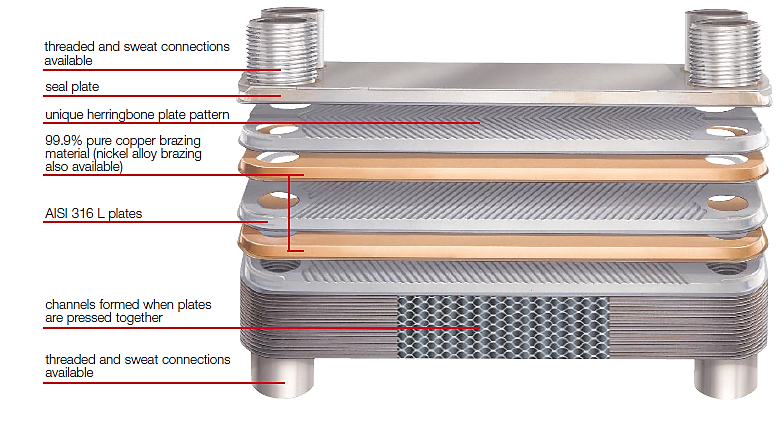 threaded and sweat connections
available
seal plate
unique herringbone plate pattern
99.9% pure copper brazing
material (nickel alloy brazing
also available)
AISI 316 L plates
channels formed when plates
are pressed together
threaded and sweat connections
available